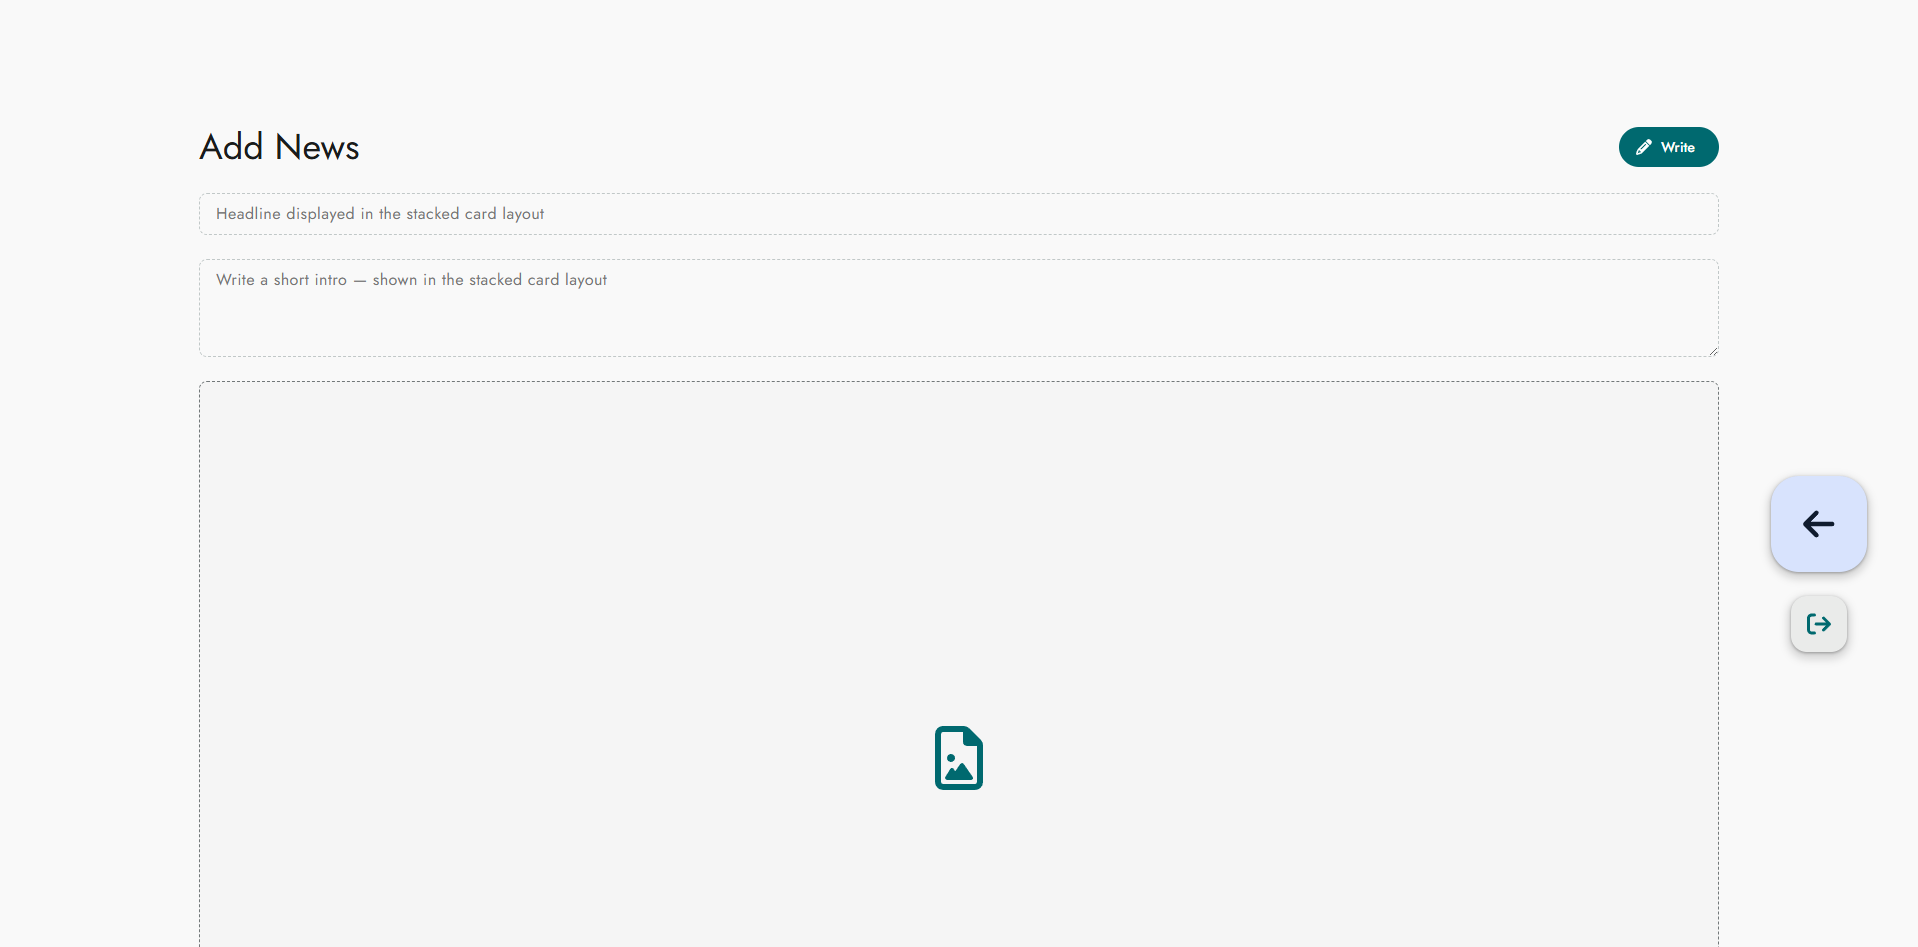 Add News
Write
Headline displayed in the stacked card layout
Write a short intro — shown in the stacked card layout